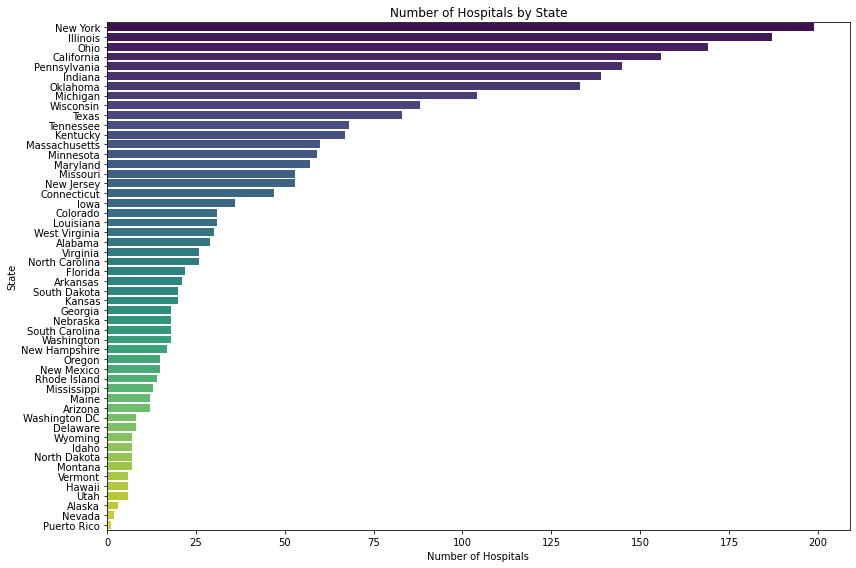 Number of Hospitals by State
State
New York
Illinois
Ohio
California
Pennsylvania
Indiana
Oklahoma
Michigan
Wisconsin
Texas
Tennessee
Kentucky
Massachusetts
Minnesota
Maryland
Missouri
New Jersey
Connecticut
Iowa
Colorado
Louisiana
West Virginia
Alabama
Virginia
North Carolina
Florida
Arkansas
South Dakota
Kansas
Georgia
Nebraska
South Carolina
Washington
New Hampshire
Oregon
New Mexico
Rhode Island
Mississippi
Maine
Arizona
Washington DC
Delaware
Wyoming
Idaho
North Dakota
Montana
Vermont
Hawaii
Utah
Alaska
Nevada
Puerto Rico
0 25 50 75 100 125 150 175 200
Number of Hospitals